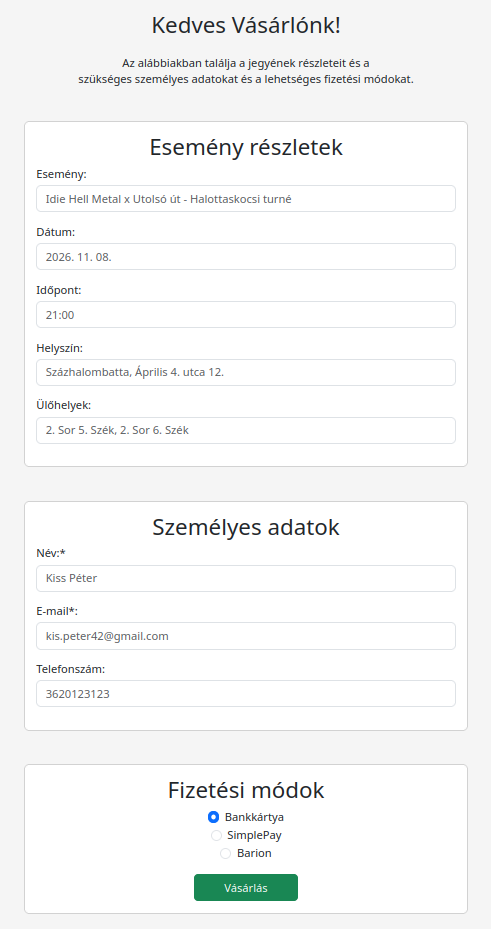 Kedves Vásárlónk!
Az alábbiakban találja a jegyének részleteit és a
szükséges személyes adatokat és a lehetséges fizetési módokat.
Esemény részletek
Esemény:
Idie Hell Metal x Utolsó út - Halottaskocsi turné
Dátum:
2026. 11. 08.
Időpont:
21:00
Helyszín:
Százhalombatta, Április 4. utca 12.
Ülőhelyek:
2. Sor 5. Szék, 2. Sor 6. Szék
Személyes adatok
Név:*
Kiss Péter
E-mail*:
kis.peter42@gmail.com
Telefonszám:
3620123123
Fizetési módok
Bankkártya
SimplePay
Barion
Vásárlás